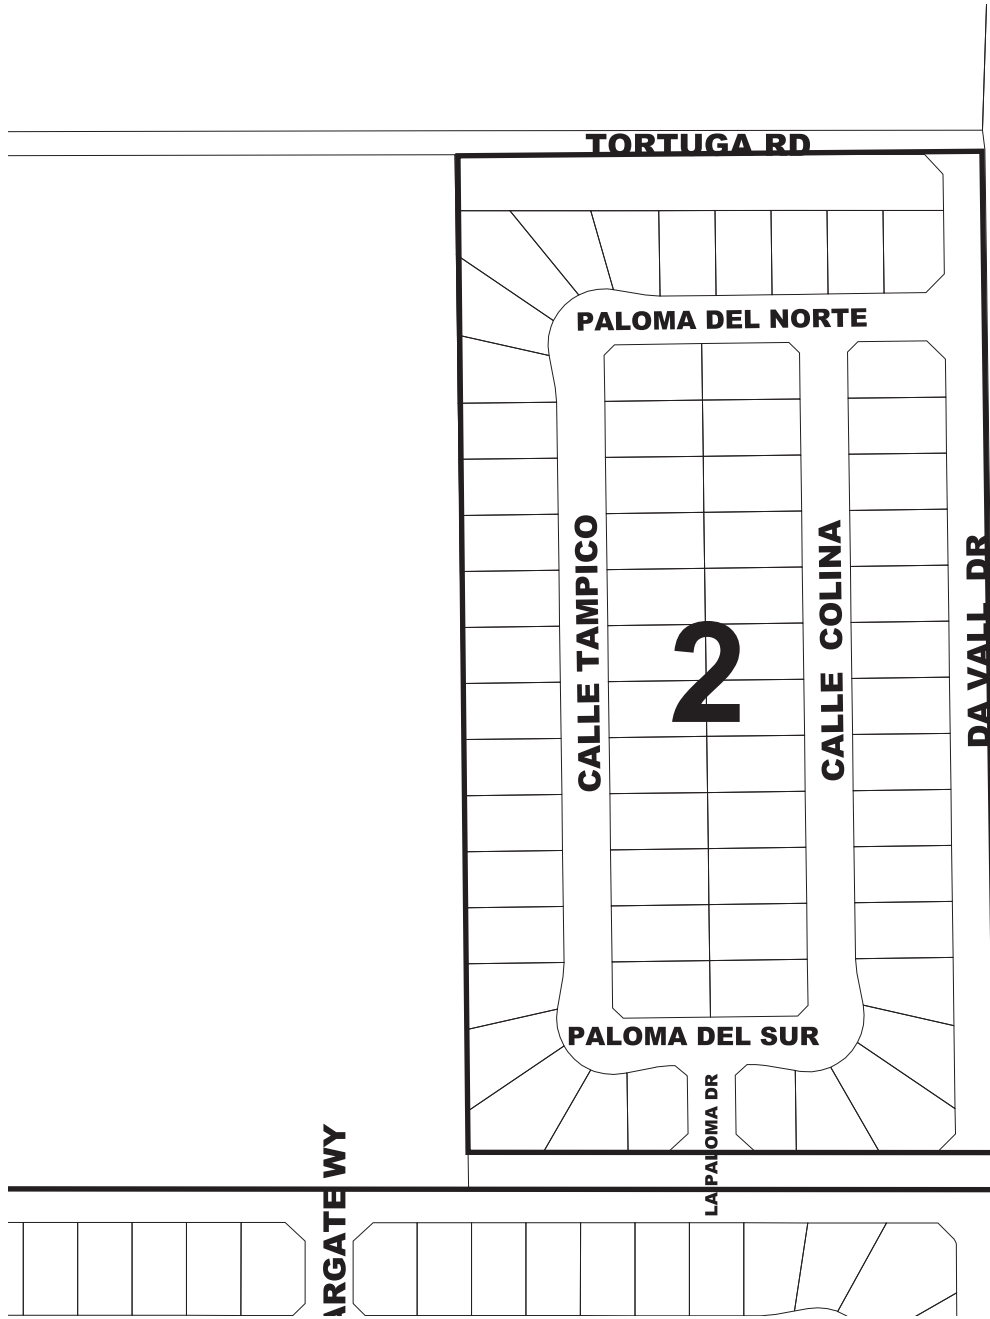 TORTUGA RD
PALOMA DEL NORTE
CALLE TAMPICO
CALLE COLINA
DA VALL DR
2
PALOMA DEL SUR
LA PALOMA DR
ARGATE WY